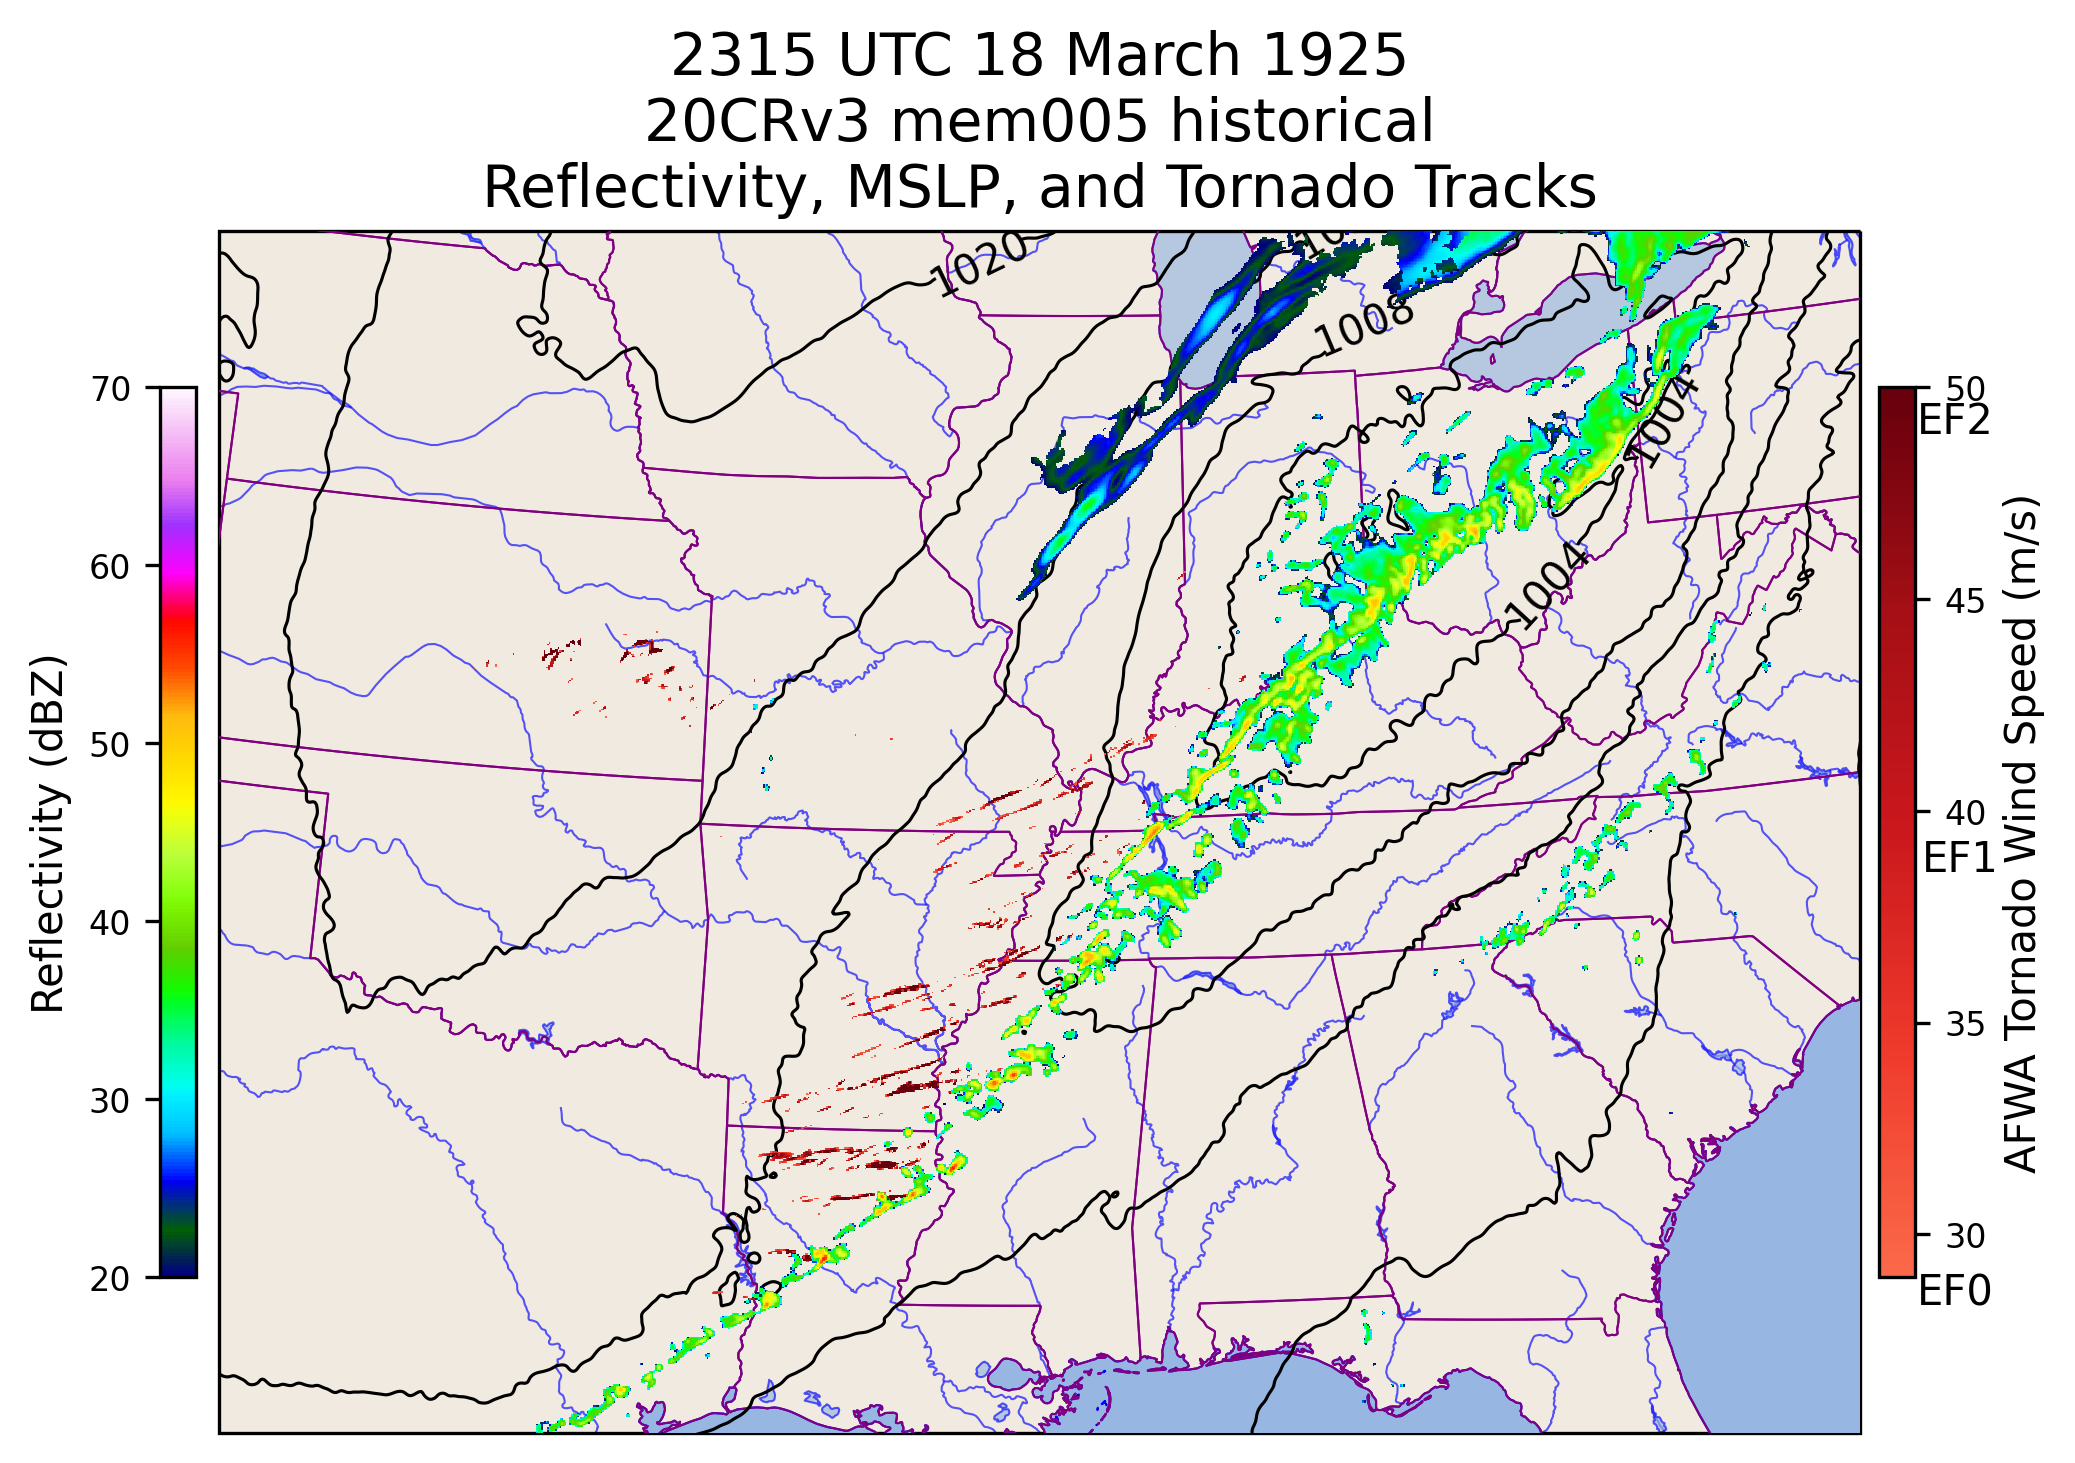 2315 UTC 18 March 1925
20CRv3 mem005 historical
Reflectivity, MSLP, and Tornado Tracks
1020
1008
1004
1004
Reflectivity (dBZ)
70
60
50
40
30
20
50
EF2
45
40
EF1
35
30
EF0
AFWA Tornado Wind Speed (m/s)